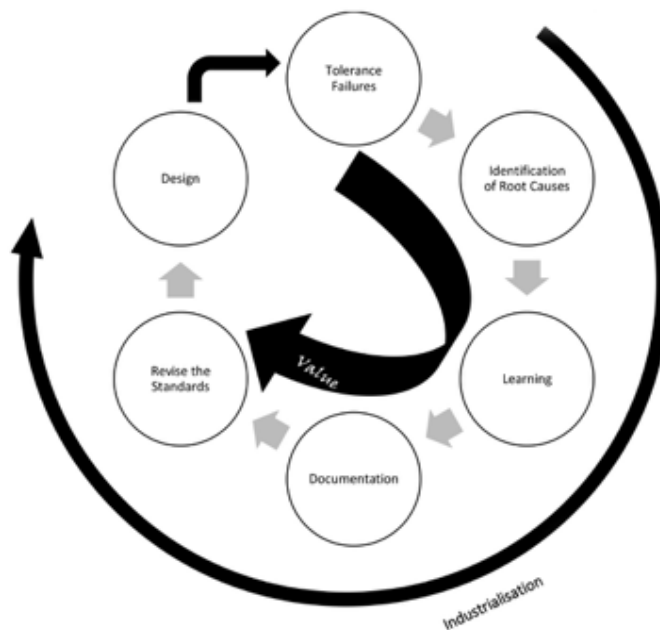 Tolerance
Failures
Identification
of Root Causes
Learning
Documentation
Revise the
Standards
Design
Value
Industrialisation